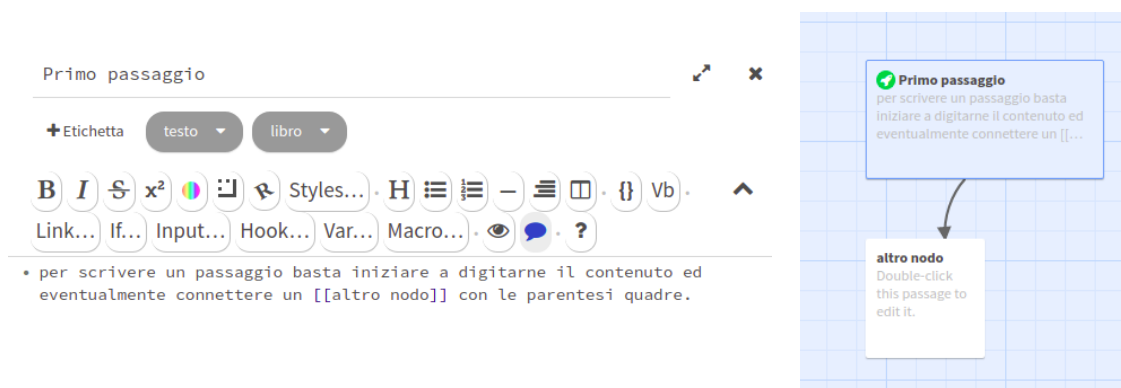 Primo passaggio
+ Etichetta testo libro
B I S x² Styles... H {} Vb
Link... If... Input... Hook... Var... Macro... ?
• per scrivere un passaggio basta iniziare a digitarne il contenuto ed
eventualmente connettere un [[altro nodo]] con le parentesi quadre.
Primo passaggio
per scrivere un passaggio basta
iniziare a digitarne il contenuto ed
eventualmente connettere un [[...
altro nodo
Double-click
this passage to
edit it.